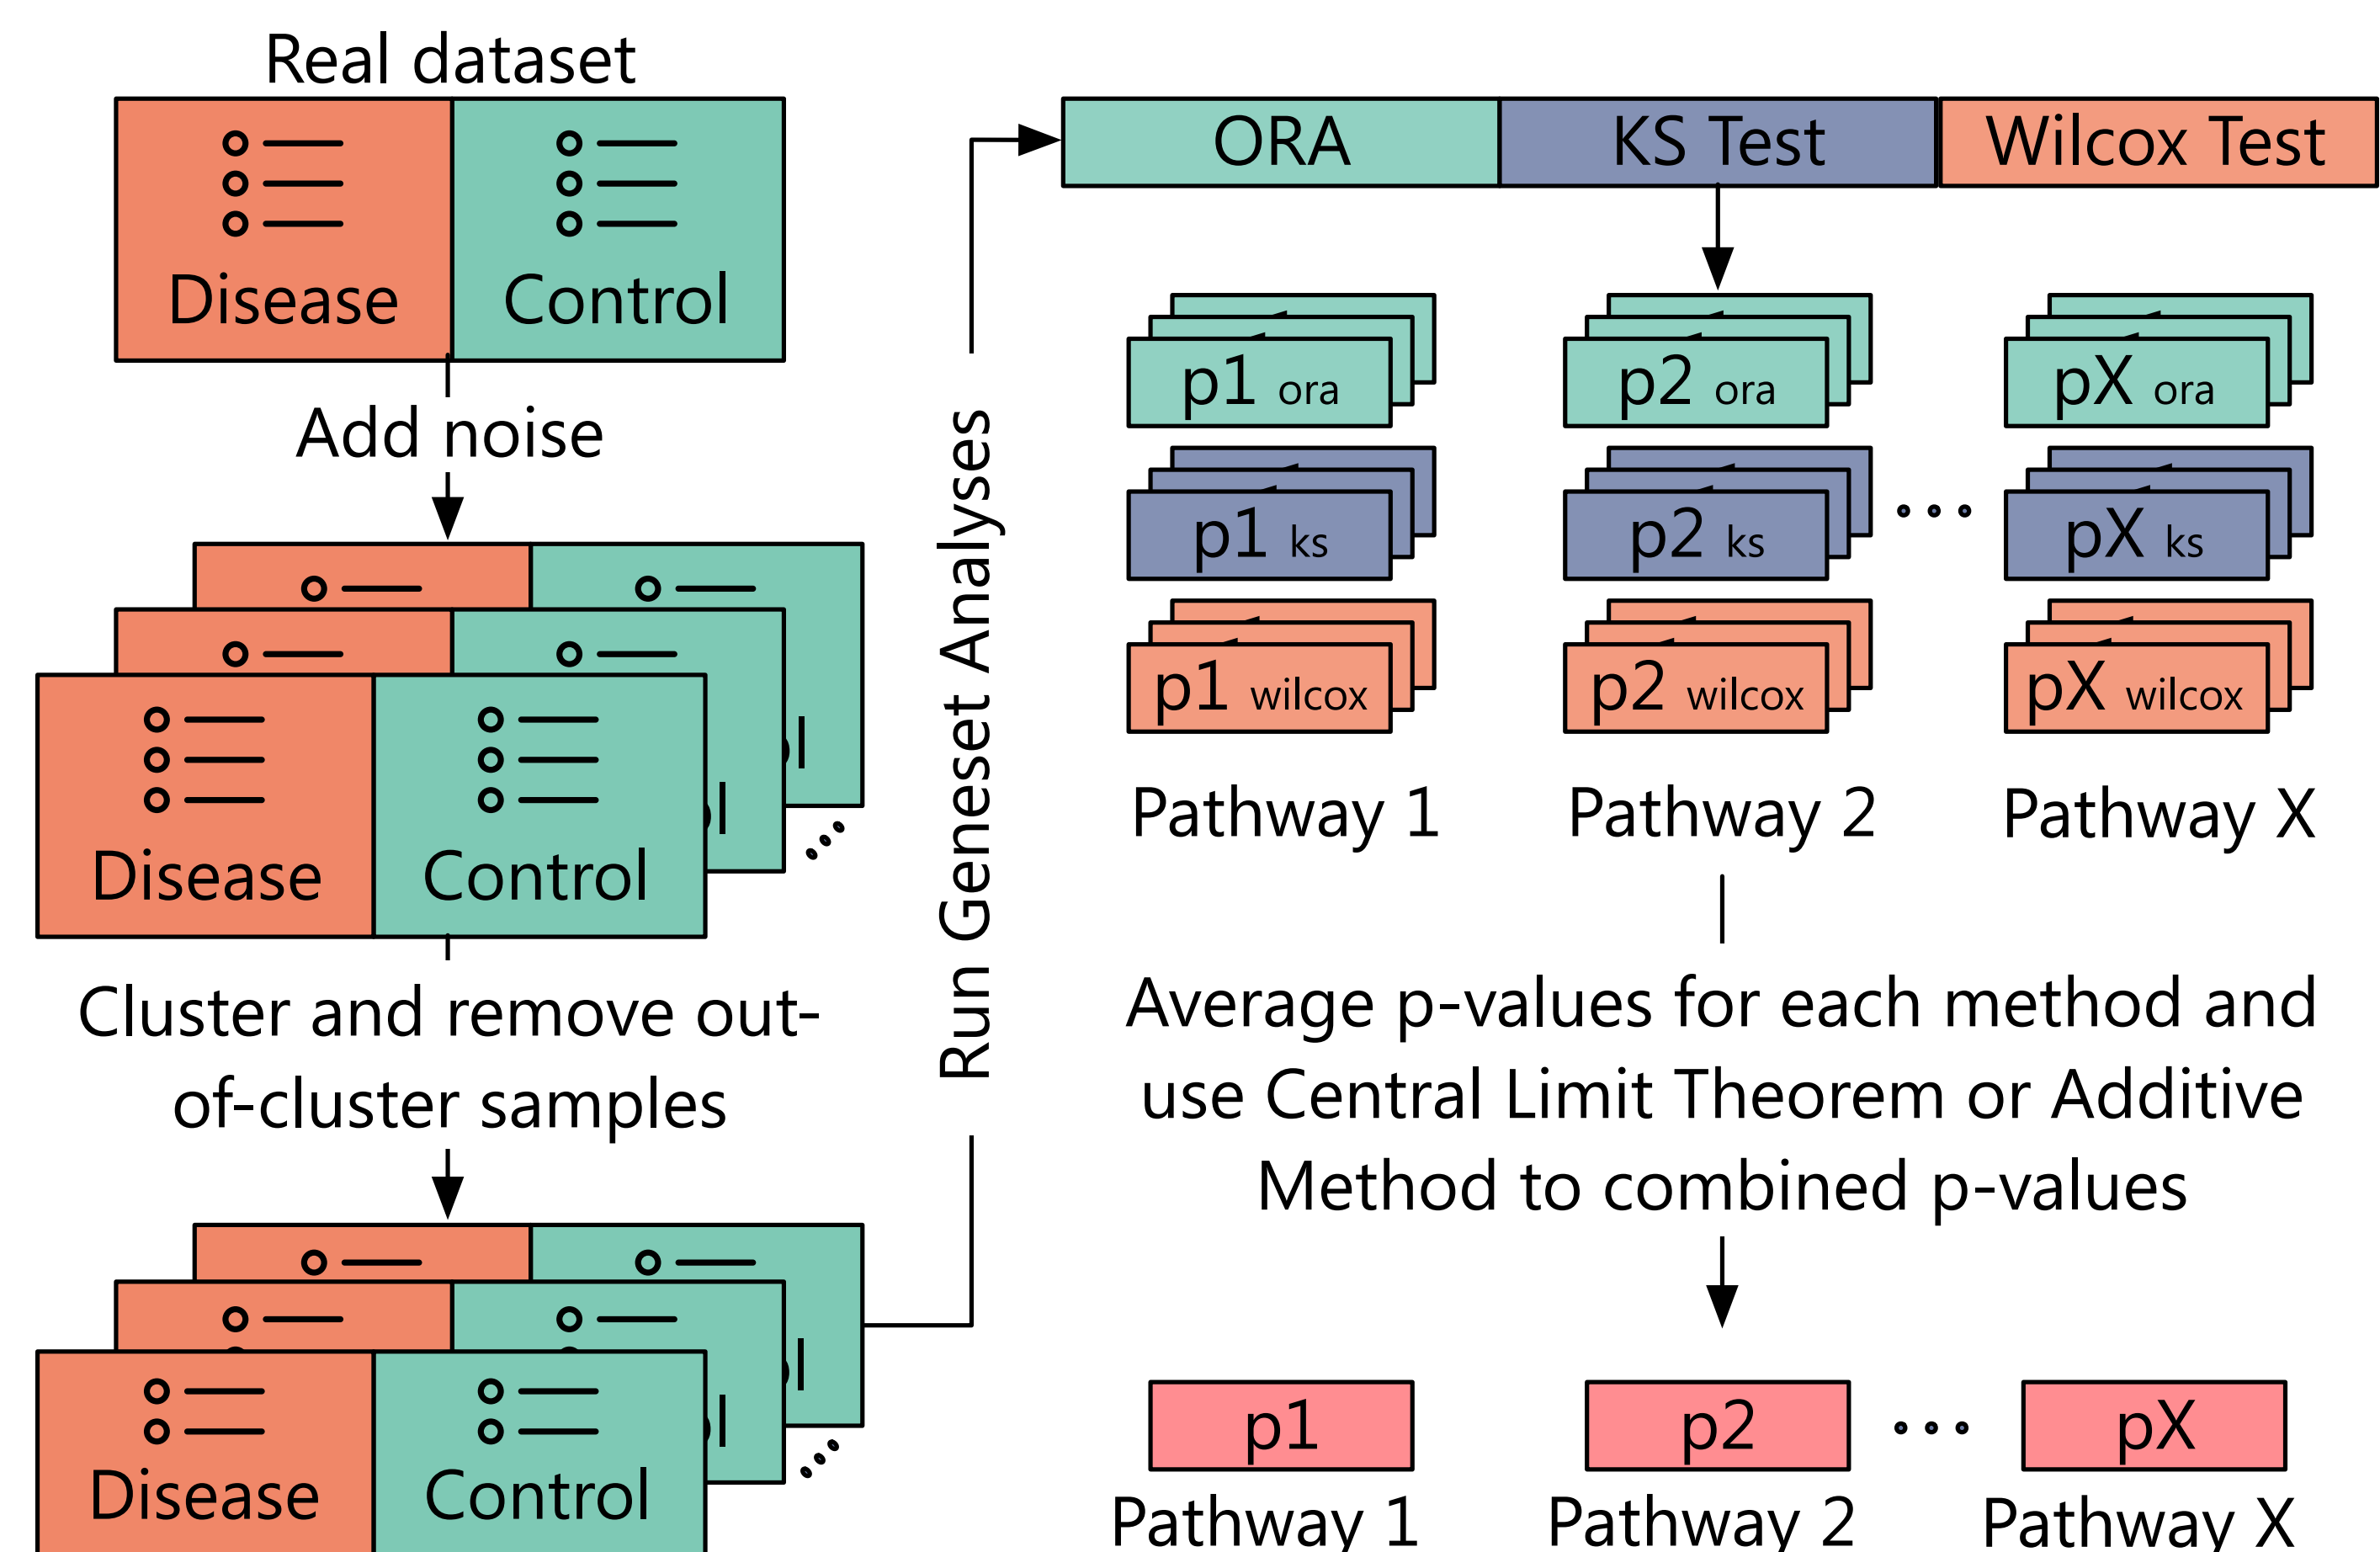 Real dataset
Disease
Control
Add noise
Disease
Control
Cluster and remove out-
of-cluster samples
Disease
Control
Run Geneset Analyses
ORA
KS Test
Wilcox Test
p1 ora
p2 ora
pX ora
p1 ks
p2 ks
pX ks
p1 wilcox
p2 wilcox
pX wilcox
Pathway 1
Pathway 2
Pathway X
Average p-values for each method and
use Central Limit Theorem or Additive
Method to combined p-values
p1
p2
pX
Pathway 1
Pathway 2
Pathway X